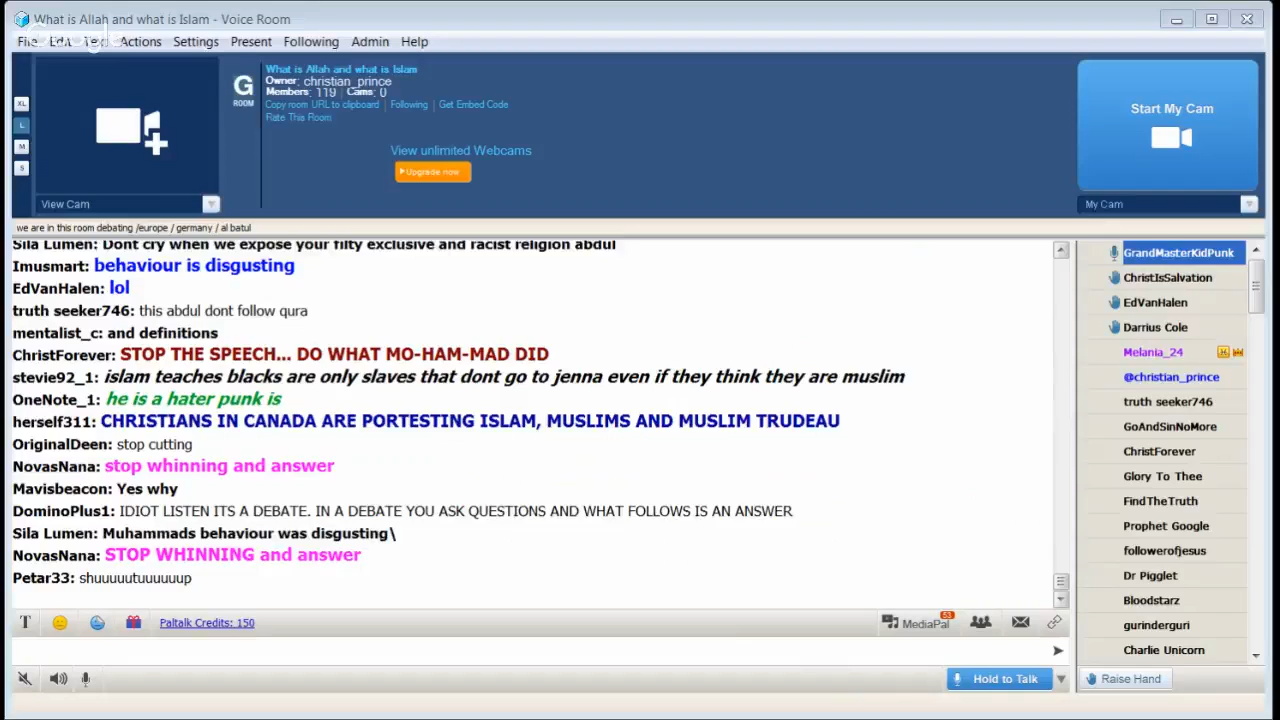 What is Allah and what is Islam - Voice Room
Google
File Edit Text Actions Settings Present Following Admin Help
XL
L
M
S
View Cam
G
ROOM
What is Allah and what is Islam
Owner: christian_prince
Members: 119 Cams: 0
Copy room URL to clipboard | Following | Get Embed Code
Rate This Room
View unlimited Webcams
Upgrade now
Start My Cam
My Cam
we are in this room debating /europe / germany / al batul
Sila Lumen: Dont cry when we expose your filty exclusive and racist religion abdul
Imusmart: behaviour is disgusting
EdVanHalen: lol
truth seeker746: this abdul dont follow qura
mentalist_c: and definitions
ChristForever: STOP THE SPEECH... DO WHAT MO-HAM-MAD DID
stevie92_1: islam teaches blacks are only slaves that dont go to jenna even if they think they are muslim
OneNote_1: he is a hater punk is
herself311: CHRISTIANS IN CANADA ARE PORTESTING ISLAM, MUSLIMS AND MUSLIM TRUDEAU
OriginalDeen: stop cutting
NovasNana: stop whinning and answer
Mavisbeacon: Yes why
DominoPlus1: IDIOT LISTEN ITS A DEBATE. IN A DEBATE YOU ASK QUESTIONS AND WHAT FOLLOWS IS AN ANSWER
Sila Lumen: Muhammads behaviour was disgusting\
NovasNana: STOP WHINNING and answer
Petar33: shuuuuutuuuuuup
GrandMasterKidPunk
ChristIsSalvation
EdVanHalen
Darrius Cole
Melania_24
@christian_prince
truth seeker746
GoAndSinNoMore
ChristForever
Glory To Thee
FindTheTruth
Prophet Google
followerofjesus
Dr Pigglet
Bloodstarz
gurinderguri
Charlie Unicorn
T
Paltalk Credits: 150
MediaPal
53
Hold to Talk
Raise Hand